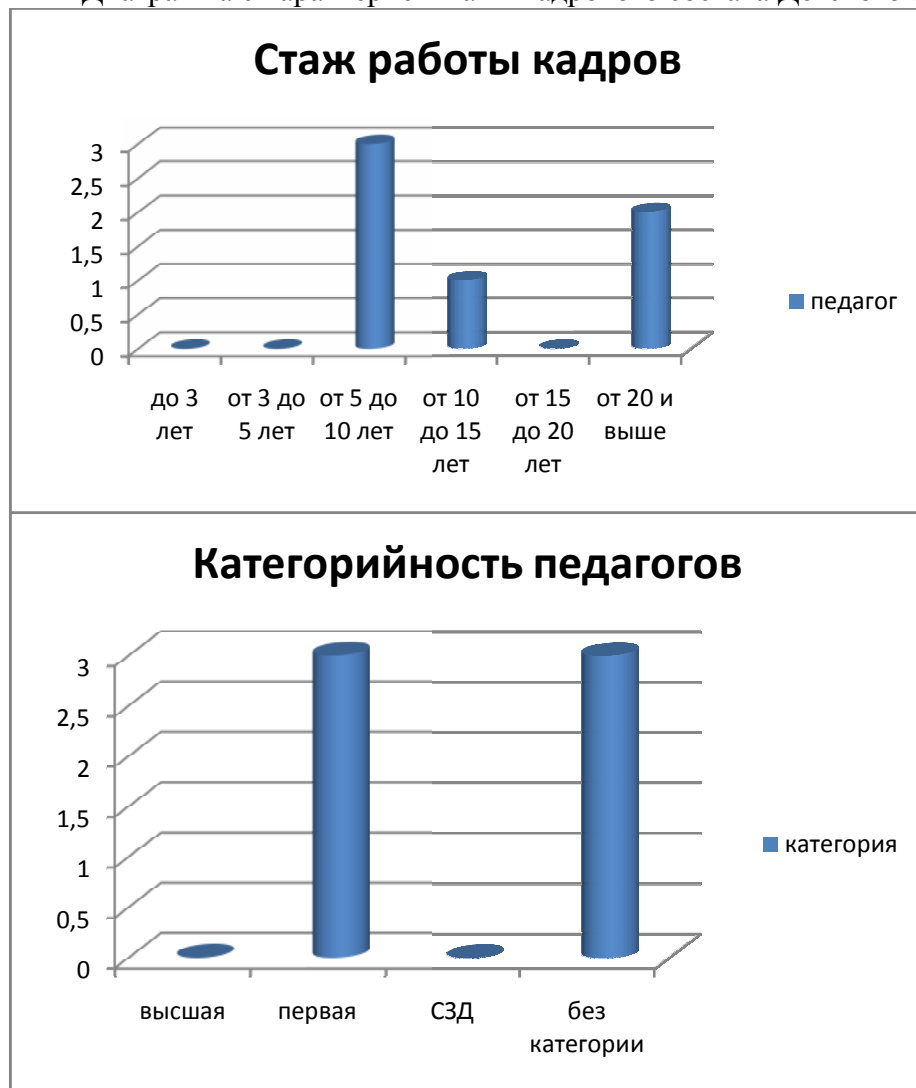 Стаж работы кадров
3
2,5
2
1,5
1
0,5
0
педагог
до 3 от 3 до от 5 до от 10 от 15 от 20 и
лет 5 лет 10 лет до 15 до 20 выше
лет лет
Категорийность педагогов
3
2,5
2
1,5
1
0,5
0
категория
высшая первая СЗД без
категории